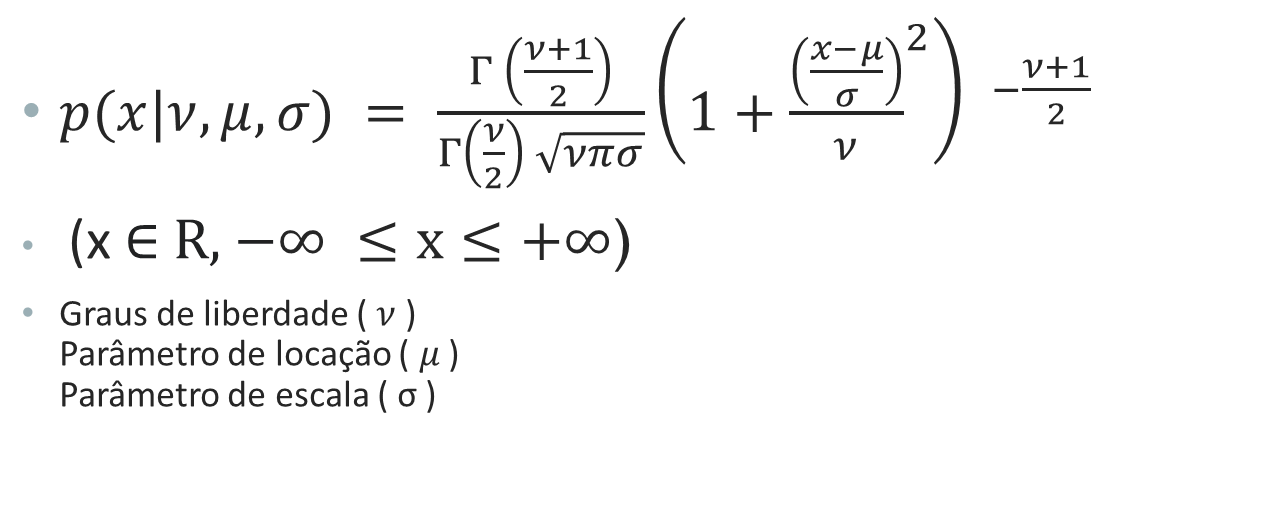 • p(x|ν, μ, σ) = Γ((ν+1)/2) / (Γ(ν/2) √(νπσ)) (1 + ((x−μ)/σ)² / ν) −(ν+1)/2
• (x ∈ R, −∞ ≤ x ≤ +∞)
• Graus de liberdade ( ν )
Parâmetro de locação ( μ )
Parâmetro de escala ( σ )